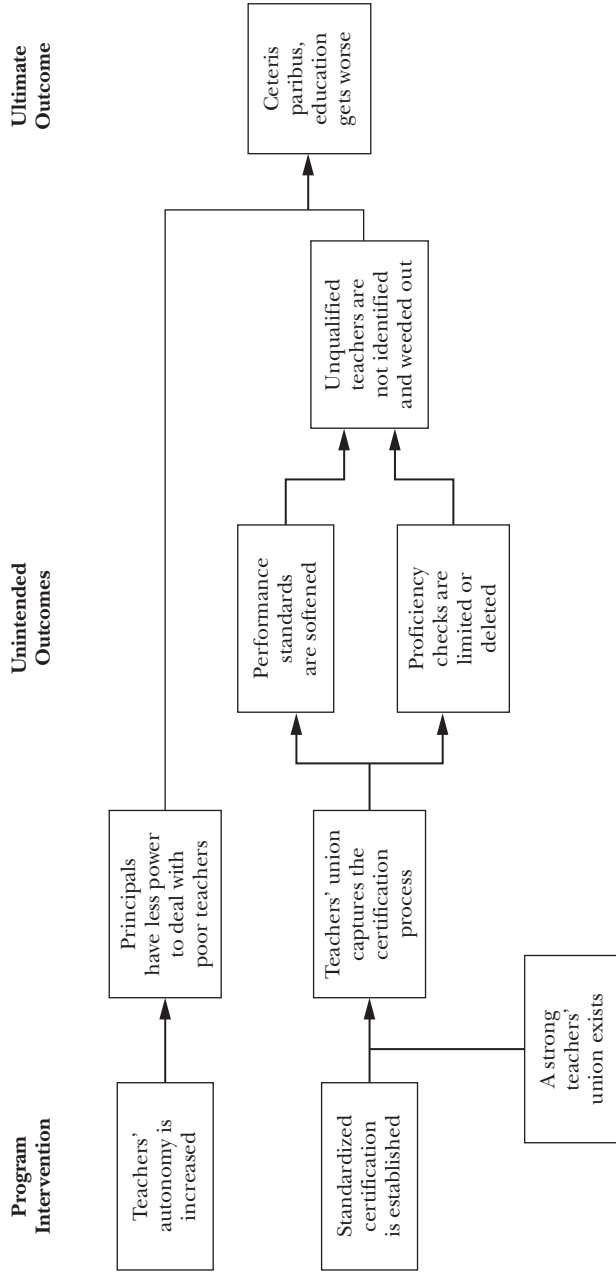 Program
Intervention
Unintended
Outcomes
Ultimate
Outcome
Teachers'
autonomy is
increased
Principals
have less power
to deal with
poor teachers
Standardized
certification
is established
Teachers' union
captures the
certification
process
A strong
teachers'
union exists
Performance
standards
are softened
Proficiency
checks are
limited or
deleted
Unqualified
teachers are
not identified
and weeded out
Ceteris
paribus,
education
gets worse